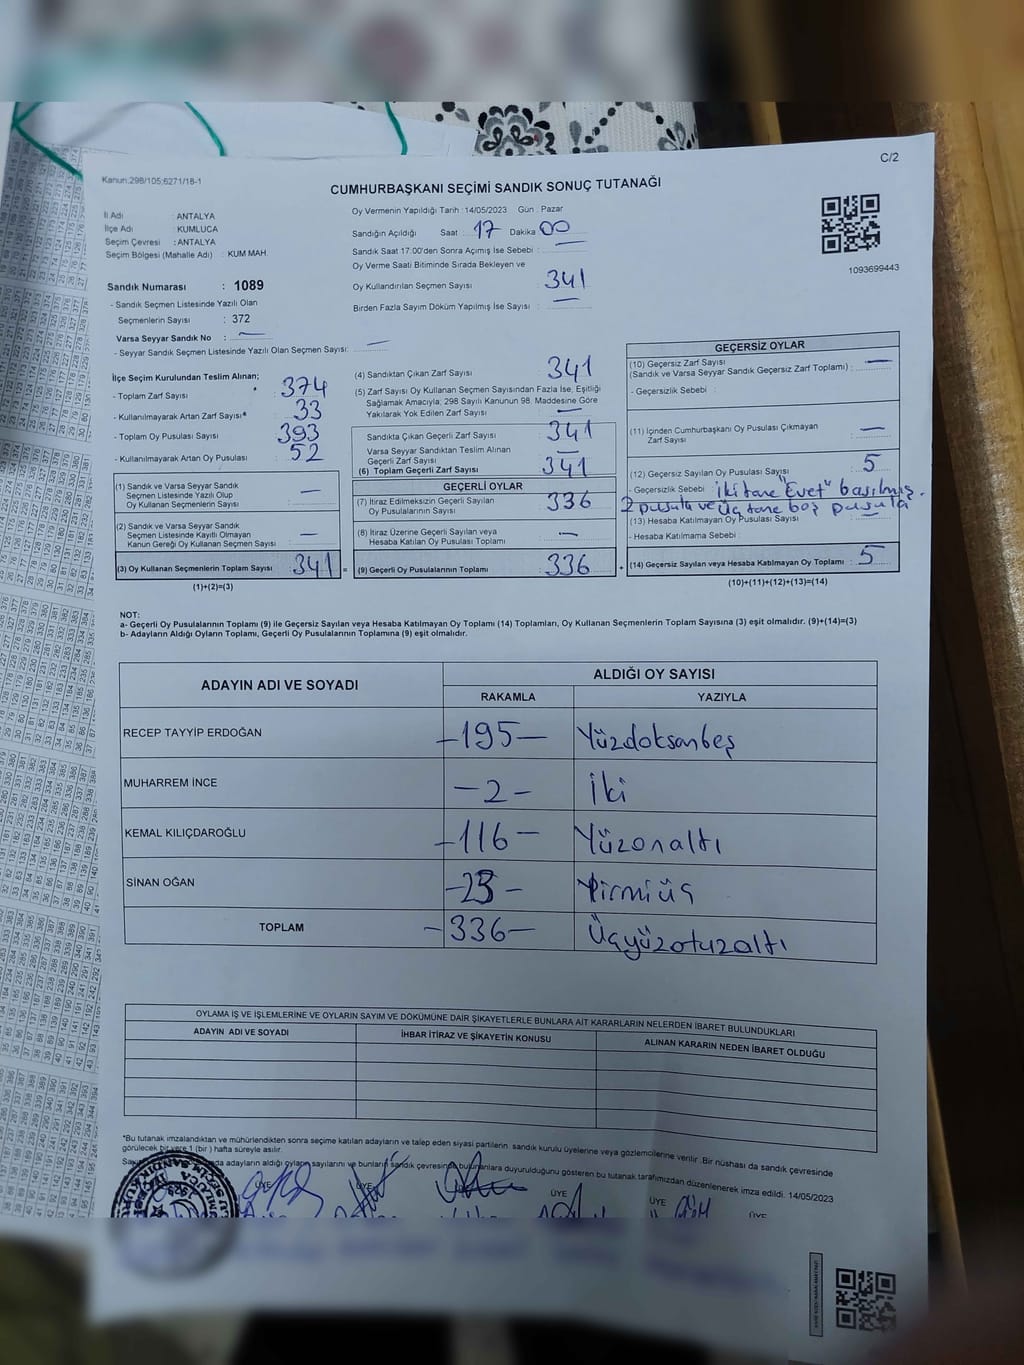 Kanun:298/105;6271/18-1
C/2
CUMHURBAŞKANI SEÇİMİ SANDIK SONUÇ TUTANAĞI
İl Adı : ANTALYA
İlçe Adı : KUMLUCA
Seçim Çevresi : ANTALYA
Seçim Bölgesi (Mahalle Adı) : KUM MAH.
Oy Vermenin Yapıldığı Tarih : 14/05/2023 Gün : Pazar
Sandığın Açıldığı Saat : 17 Dakika 00
Sandık Saat 17.00'den Sonra Açımış İse Sebebi : —
Oy Verme Saati Bitiminde Sırada Bekleyen ve
Oy Kullandırılan Seçmen Sayısı : 341
Birden Fazla Sayım Döküm Yapılmış İse Sayısı : —
1093699443
Sandık Numarası : 1089
- Sandık Seçmen Listesinde Yazılı Olan
Seçmenlerin Sayısı : 372
Varsa Seyyar Sandık No : —
- Seyyar Sandık Seçmen Listesinde Yazılı Olan Seçmen Sayısı: —
İlçe Seçim Kurulundan Teslim Alınan;
- Toplam Zarf Sayısı : 374
- Kullanılmayarak Artan Zarf Sayısı* : 33
- Toplam Oy Pusulası Sayısı : 393
- Kullanılmayarak Artan Oy Pusulası : 52
(1) Sandık ve Varsa Seyyar Sandık
Seçmen Listesinde Yazılı Olup
Oy Kullanan Seçmenlerin Sayısı : —
(2) Sandık ve Varsa Seyyar Sandık
Seçmen Listesinde Kayıtlı Olmayan
Kanun Gereği Oy Kullanan Seçmen Sayısı : —
(3) Oy Kullanan Seçmenlerin Toplam Sayısı : 341 =
(1)+(2)=(3)
(4) Sandıktan Çıkan Zarf Sayısı : 341
(5) Zarf Sayısı Oy Kullanan Seçmen Sayısından Fazla İse, Eşitliği
Sağlamak Amacıyla; 298 Sayılı Kanunun 98. Maddesine Göre
Yakılarak Yok Edilen Zarf Sayısı : —
Sandıkta Çıkan Geçerli Zarf Sayısı : 341
Varsa Seyyar Sandıktan Teslim Alınan
Geçerli Zarf Sayısı : —
(6) Toplam Geçerli Zarf Sayısı : 341
GEÇERLİ OYLAR
(7) İtiraz Edilmeksizin Geçerli Sayılan
Oy Pusulalarının Sayısı : 336
(8) İtiraz Üzerine Geçerli Sayılan veya
Hesaba Katılan Oy Pusulası Toplamı : —
(9) Geçerli Oy Pusulalarının Toplamı : 336 +
GEÇERSİZ OYLAR
(10) Geçersiz Zarf Sayısı
(Sandık ve Varsa Seyyar Sandık Geçersiz Zarf Toplamı) : —
- Geçersizlik Sebebi :
(11) İçinden Cumhurbaşkanı Oy Pusulası Çıkmayan
Zarf Sayısı : —
(12) Geçersiz Sayılan Oy Pusulası Sayısı : 5
- Geçersizlik Sebebi : İki tane "Evet" basılmış
2 pusula ve üç tane boş pusula
(13) Hesaba Katılmayan Oy Pusulası Sayısı : —
- Hesaba Katılmama Sebebi :
(14) Geçersiz Sayılan veya Hesaba Katılmayan Oy Toplamı : 5
(10)+(11)+(12)+(13)=(14)
NOT:
a- Geçerli Oy Pusulalarının Toplamı (9) ile Geçersiz Sayılan veya Hesaba Katılmayan Oy Toplamı (14) Toplamları, Oy Kullanan Seçmenlerin Toplam Sayısına (3) eşit olmalıdır. (9)+(14)=(3)
b- Adayların Aldığı Oyların Toplamı, Geçerli Oy Pusulalarının Toplamına (9) eşit olmalıdır.
ADAYIN ADI VE SOYADI
ALDIĞI OY SAYISI
RAKAMLA YAZIYLA
RECEP TAYYİP ERDOĞAN —195— Yüzdoksanbeş
MUHARREM İNCE —2— İki
KEMAL KILIÇDAROĞLU —116— Yüzonaltı
SİNAN OĞAN —23— Yirmiüç
TOPLAM —336— Üçyüzotuzaltı
OYLAMA İŞ VE İŞLEMLERİNE VE OYLARIN SAYIM VE DÖKÜMÜNE DAİR ŞİKAYETLERLE BUNLARA AİT KARARLARIN NELERDEN İBARET BULUNDUKLARI
ADAYIN ADI VE SOYADI İHBAR İTİRAZ VE ŞİKAYETİN KONUSU ALINAN KARARIN NEDEN İBARET OLDUĞU
*Bu tutanak imzalandıktan ve mühürlendikten sonra seçime katılan adayların ve talep eden siyasi partilerin sandık kurulu üyelerine veya gözlemcilerine verilir. Bir nüshası da sandık çevresinde
görülecek bir yere 1 (bir) hafta süreyle asılır.
adayların aldığı oyların sayılarını ve bunların sandık çevresinde bulunanlara duyurulduğunu gösteren bu tutanak tarafımızdan düzenlenerek imza edildi. 14/05/2023
ÜYE ÜYE ÜYE ÜYE ÜYE ÜYE